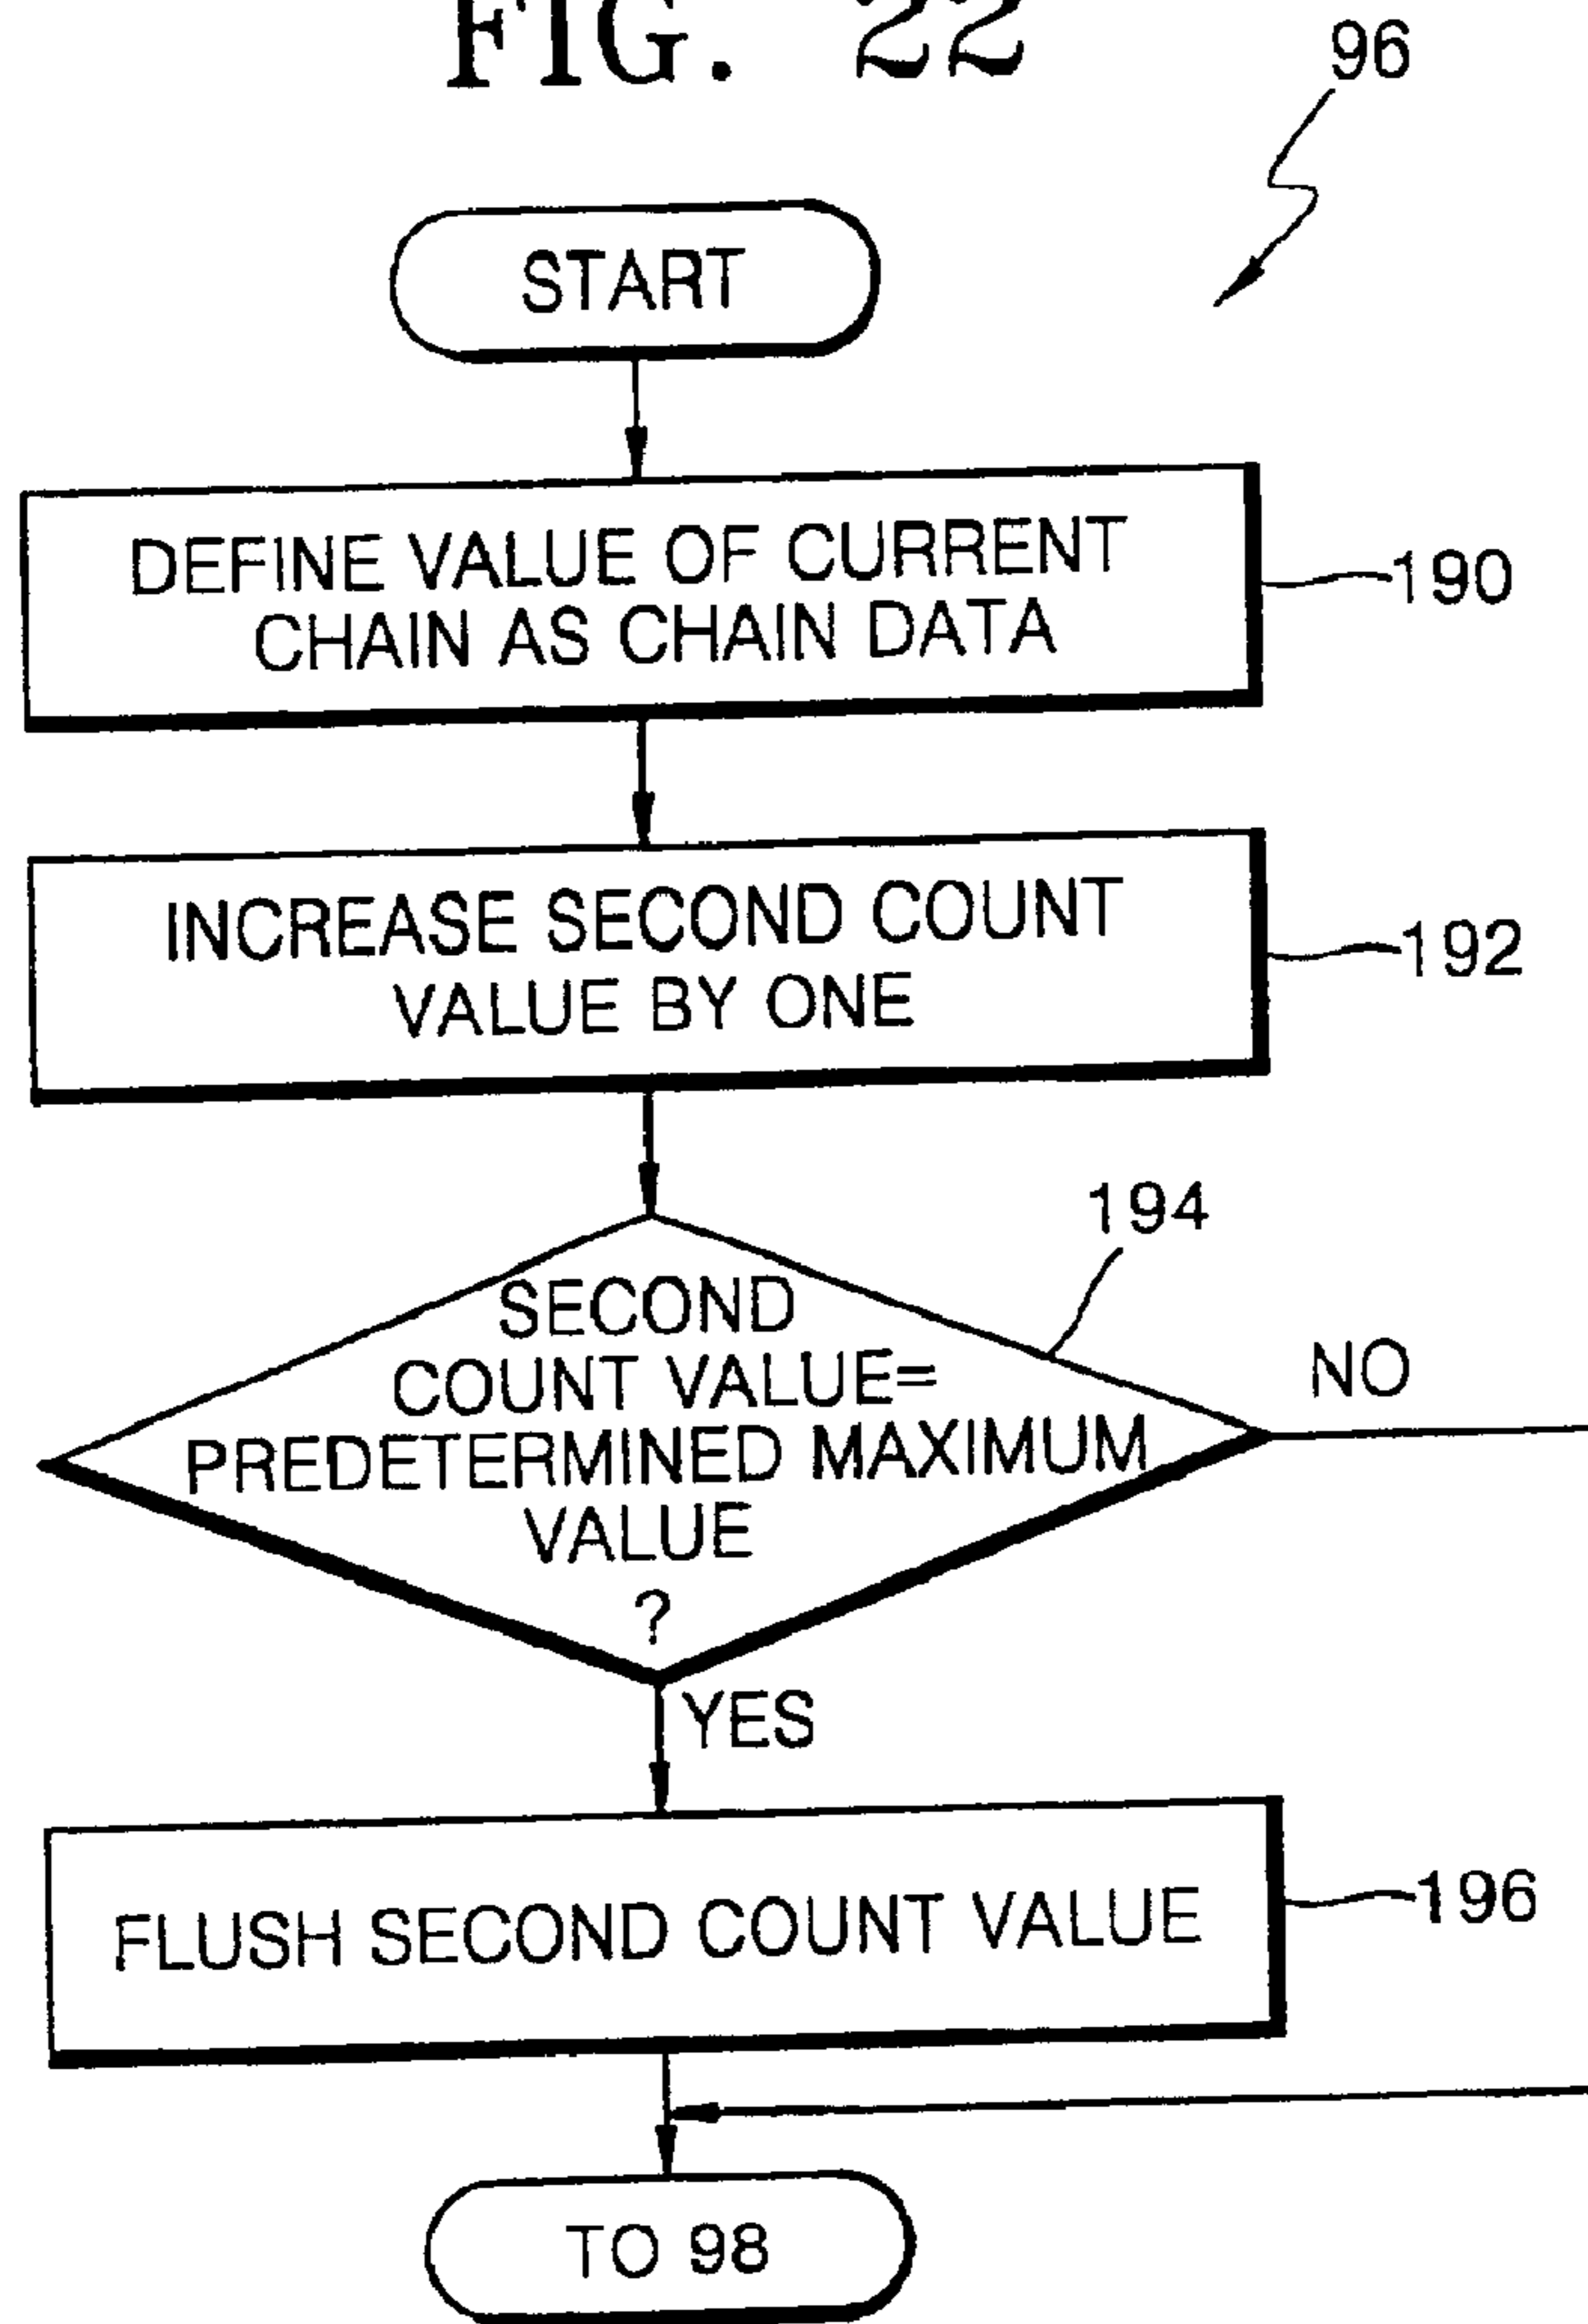 FIG. 22
96
START
DEFINE VALUE OF CURRENT
CHAIN AS CHAIN DATA
190
INCREASE SECOND COUNT
VALUE BY ONE
192
194
SECOND
COUNT VALUE=
PREDETERMINED MAXIMUM
VALUE
?
NO
YES
FLUSH SECOND COUNT VALUE
196
TO 98